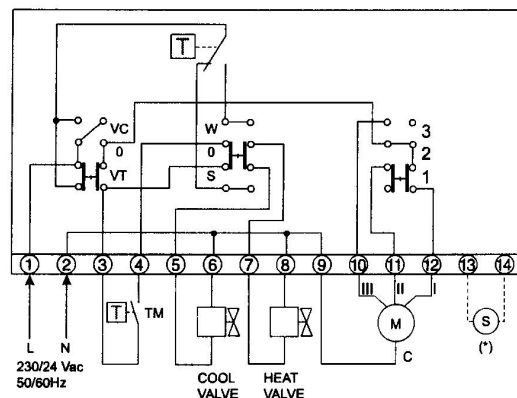 T
VC
0
VT
W
0
S
3
2
1
1 2 3 4 5 6 7 8 9 10 11 12 13 14
III II I
T TM
M
S
(*)
C
L N
230/24 Vac
50/60Hz
COOL
VALVE
HEAT
VALVE